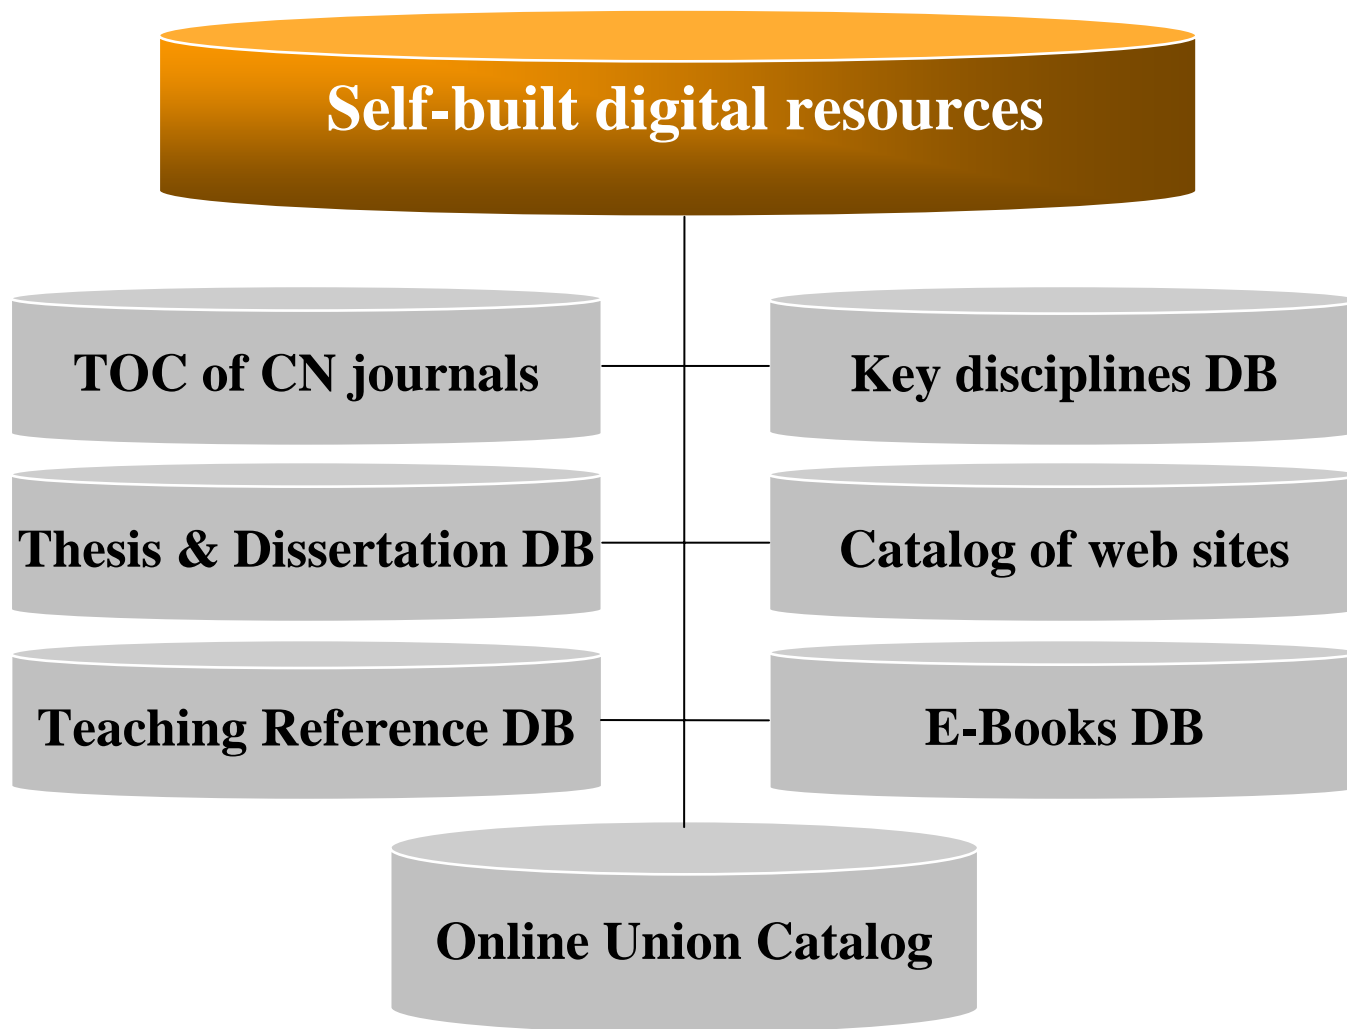 Self-built digital resources
TOC of CN journals
Key disciplines DB
Thesis & Dissertation DB
Catalog of web sites
Teaching Reference DB
E-Books DB
Online Union Catalog